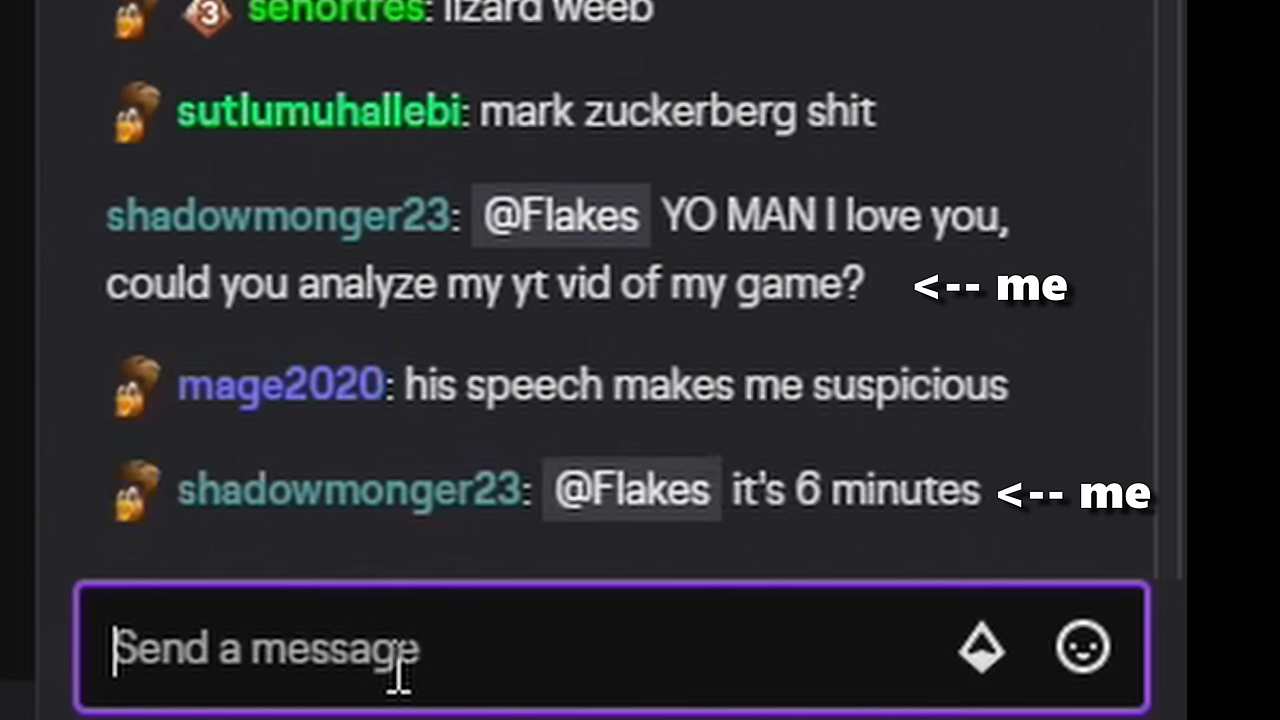 3 senortres: lizard weeb
sutlumuhallebi: mark zuckerberg shit
shadowmonger23: @Flakes YO MAN I love you,
could you analyze my yt vid of my game? <-- me
mage2020: his speech makes me suspicious
shadowmonger23: @Flakes it's 6 minutes <-- me
Send a message